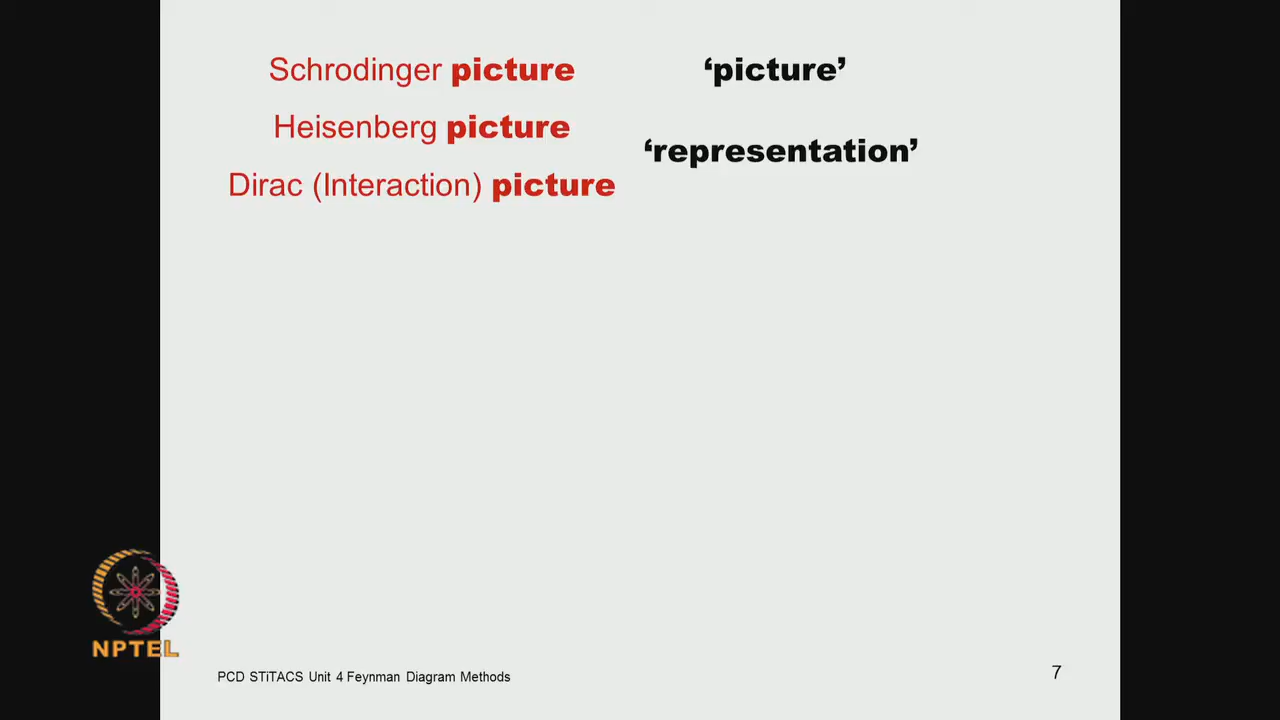 Schrodinger picture
Heisenberg picture
Dirac (Interaction) picture
‘picture’
‘representation’
NPTEL
PCD STiTACS Unit 4 Feynman Diagram Methods
7